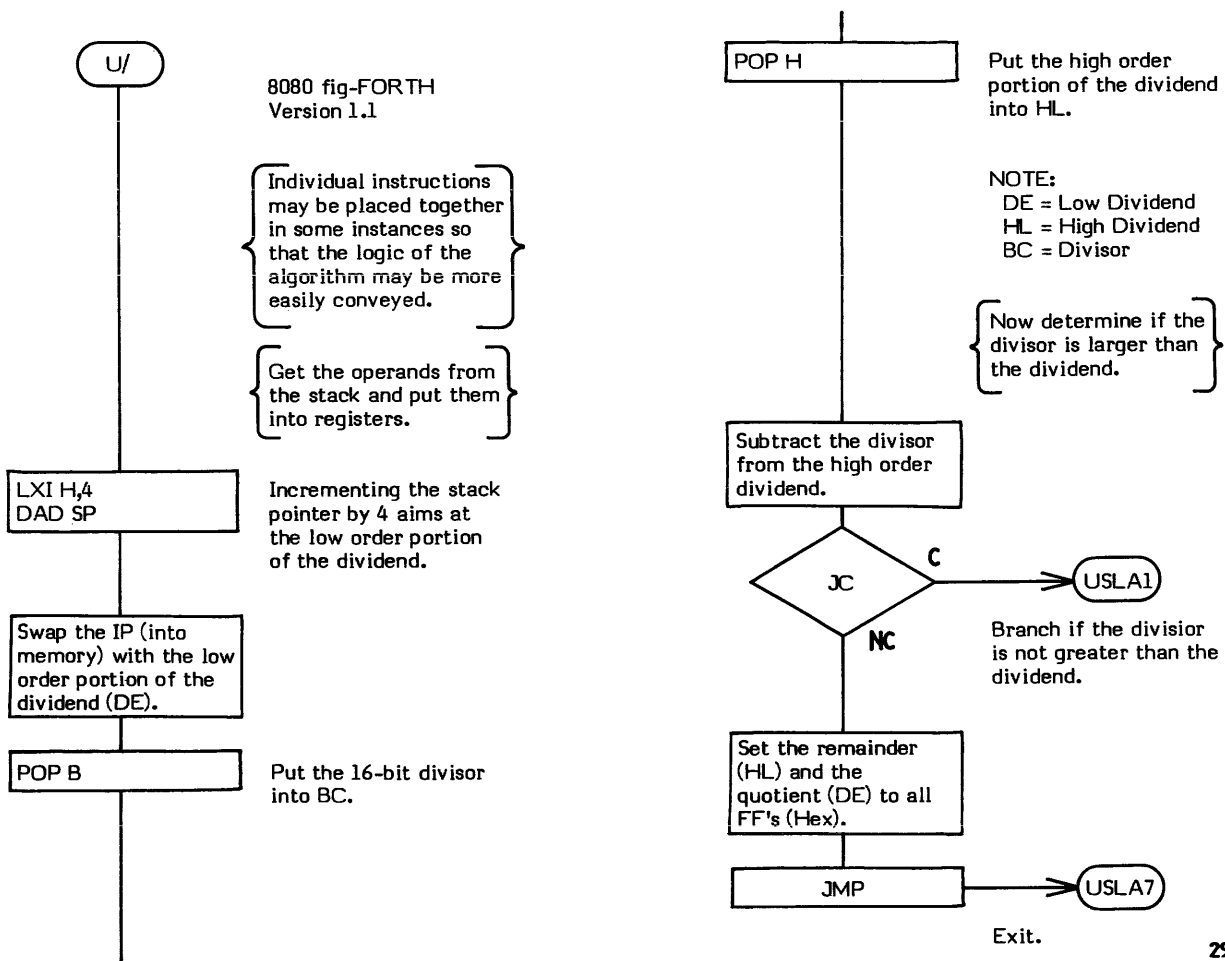 U/
8080 fig-FORTH
Version 1.1
Individual instructions
may be placed together
in some instances so
that the logic of the
algorithm may be more
easily conveyed.
Get the operands from
the stack and put them
into registers.
LXI H,4
DAD SP
Incrementing the stack
pointer by 4 aims at
the low order portion
of the dividend.
Swap the IP (into
memory) with the low
order portion of the
dividend (DE).
POP B
Put the 16-bit divisor
into BC.
POP H
Put the high order
portion of the dividend
into HL.
NOTE:
DE = Low Dividend
HL = High Dividend
BC = Divisor
Now determine if the
divisor is larger than
the dividend.
Subtract the divisor
from the high order
dividend.
JC
C
USLA1
NC
Branch if the divisior
is not greater than the
dividend.
Set the remainder
(HL) and the
quotient (DE) to all
FF's (Hex).
JMP
USLA7
Exit.